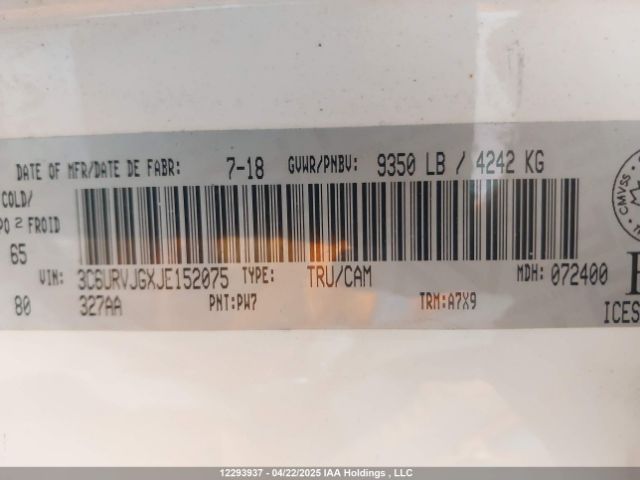 DATE OF MFR/DATE DE FABR: 7-18 GVWR/PNBV: 9350 LB / 4242 KG
COLD/
PO 2 FROID
65
VIN: 3C6URVJGXJE152075 TYPE: TRU/CAM MDH: 072400
80 327AA PNT:PW7 TRM:A7X9
ICES
CMVSS
12293937 - 04/22/2025 IAA Holdings , LLC